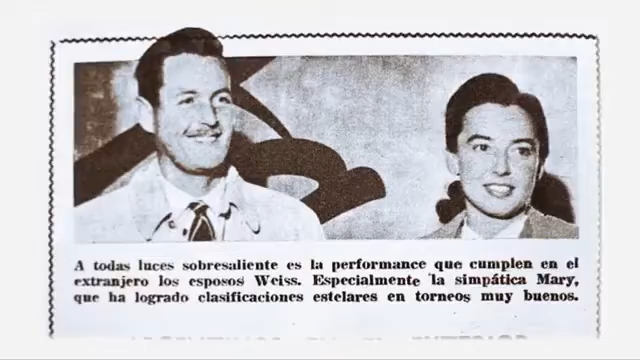 A todas luces sobresaliente es la performance que cumplen en el
extranjero los esposos Weiss. Especialmente la simpática Mary,
que ha logrado clasificaciones estelares en torneos muy buenos.